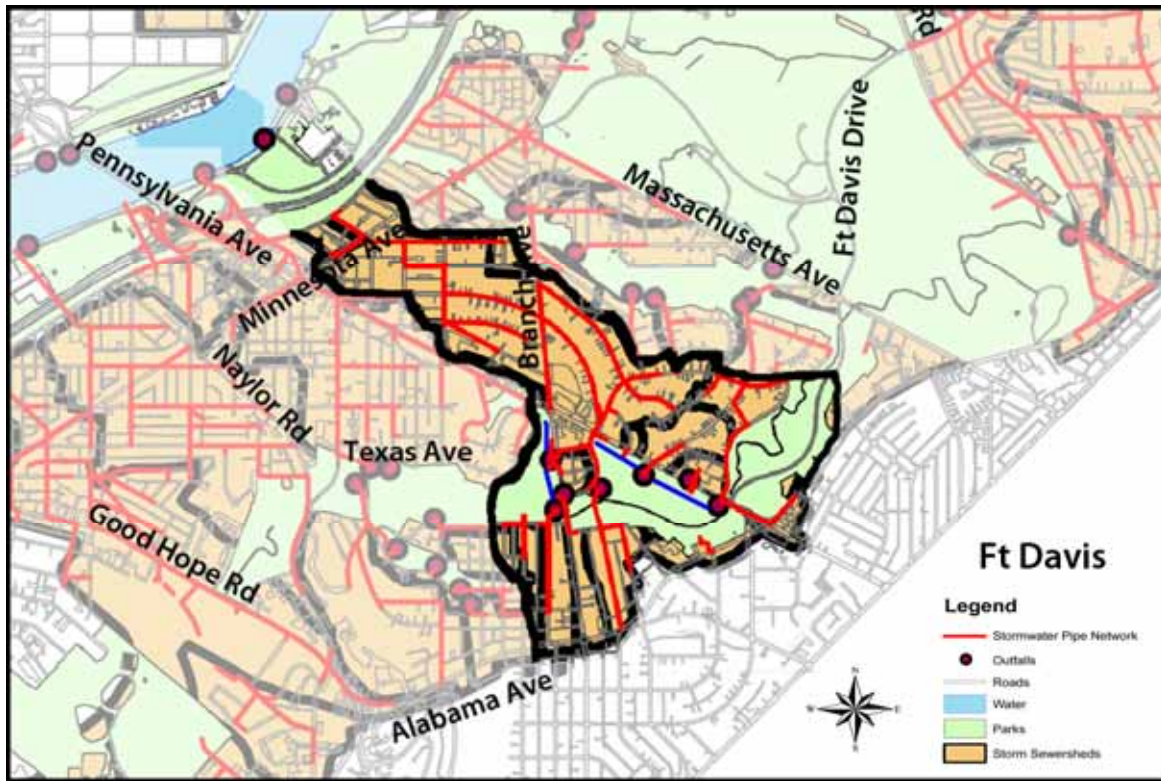 Rd
Pennsylvania Ave
Massachusetts Ave
Ft Davis Drive
Minnesota Ave
Branch Ave
Naylor Rd
Texas Ave
Good Hope Rd
Alabama Ave
Ft Davis
Legend
Stormwater Pipe Network
Outfalls
Roads
Water
Parks
Storm Sewersheds
N
W
E
S